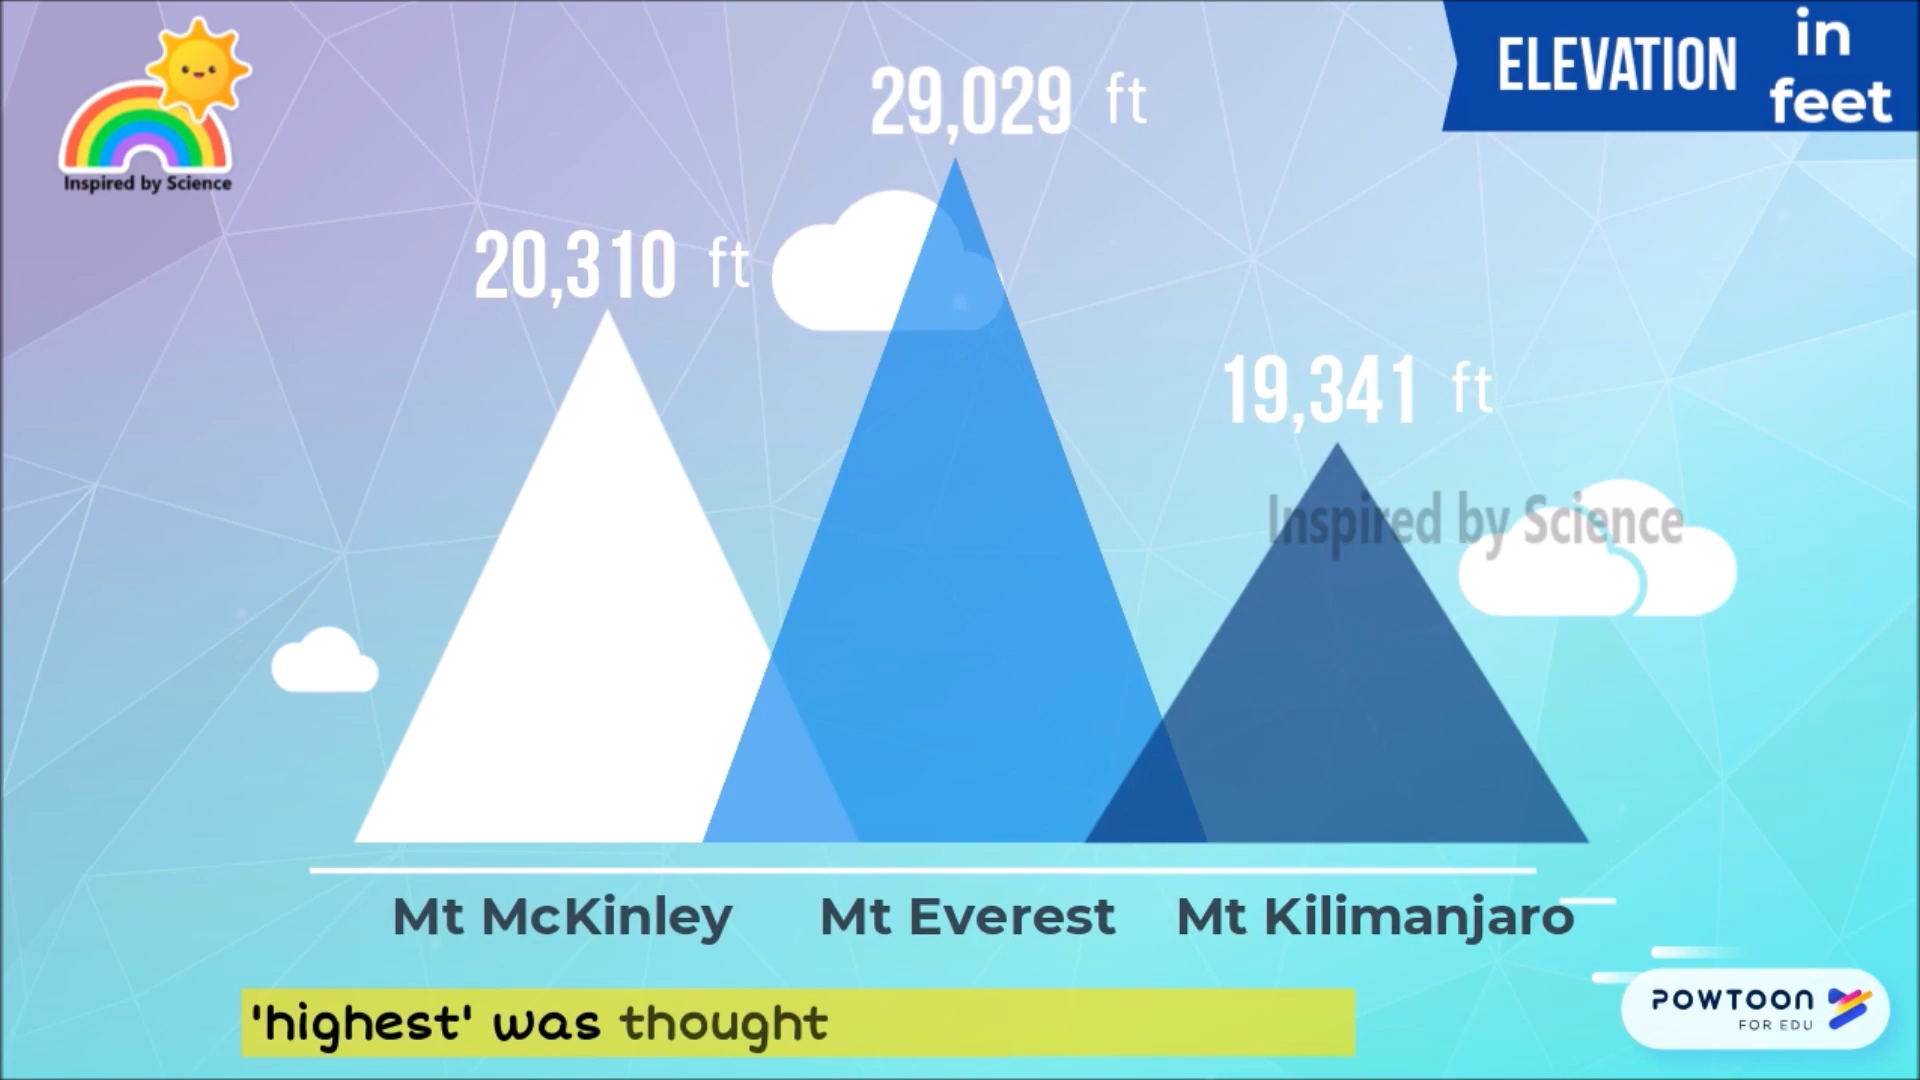 Inspired by Science
ELEVATION in feet
29,029 ft
20,310 ft
19,341 ft
Inspired by Science
Mt McKinley Mt Everest Mt Kilimanjaro
'highest' was thought
POWTOON
FOR EDU